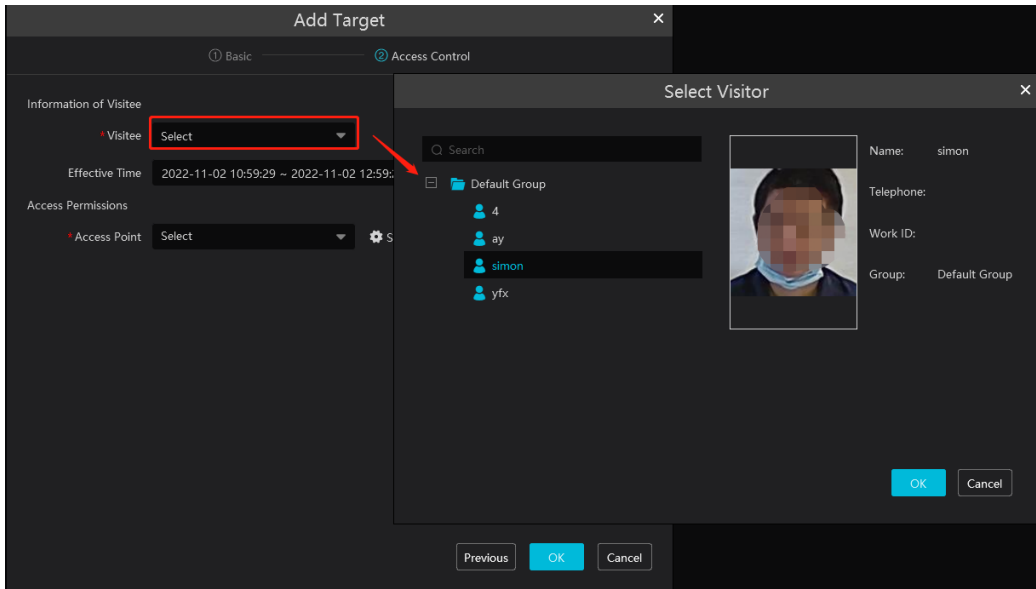 Add Target
① Basic
② Access Control
Information of Visitee
* Visitee Select
Effective Time 2022-11-02 10:59:29 ~ 2022-11-02 12:59:
Access Permissions
* Access Point Select
Select Visitor
Search
Default Group
4
ay
simon
yfx
Name: simon
Telephone:
Work ID:
Group: Default Group
OK Cancel
Previous OK Cancel